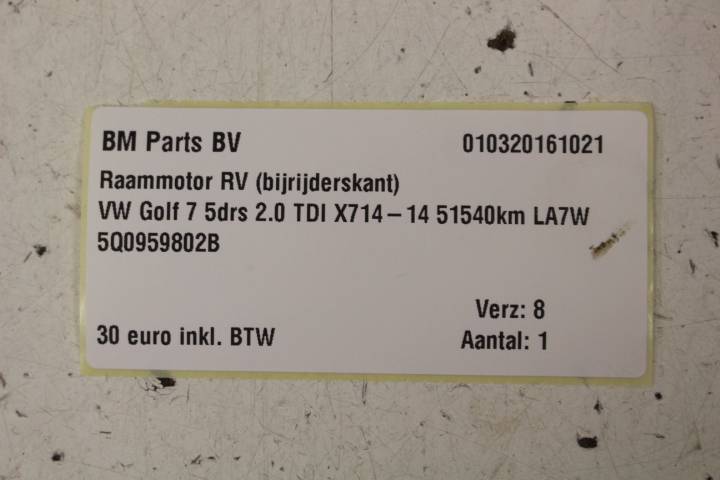 BM Parts BV 010320161021
Raammotor RV (bijrijderskant)
VW Golf 7 5drs 2.0 TDI X714-14 51540km LA7W
5Q0959802B
Verz: 8
30 euro inkl. BTW Aantal: 1